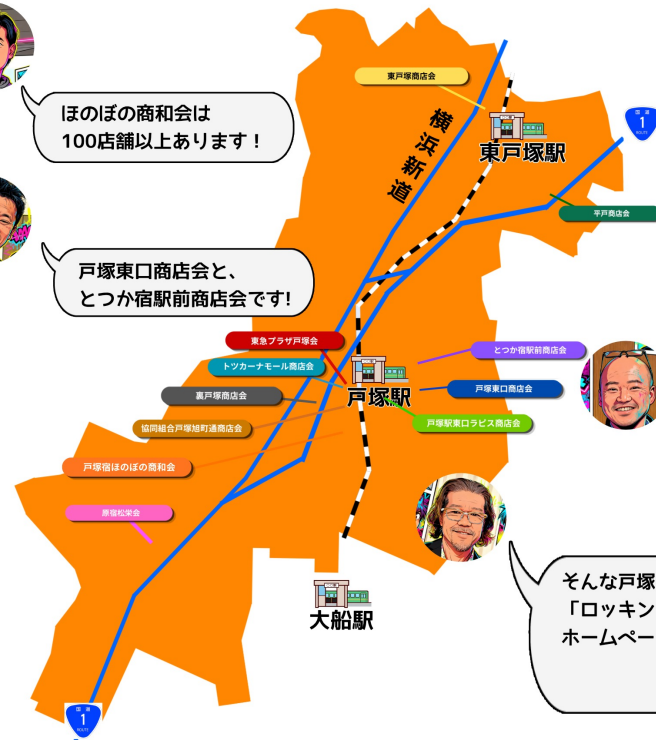 東戸塚商店会
横浜新道
国道
1
ROUTE
東戸塚駅
ほのぼの商和会は
100店舗以上あります！
平戸商店会
戸塚東口商店会と、
とつか宿駅前商店会です!
東急プラザ戸塚会
とつか宿駅前商店会
トツカーナモール商店会
戸塚駅
戸塚東口商店会
裏戸塚商店会
戸塚駅東口ラピス商店会
協同組合戸塚旭町通商店会
戸塚宿ほのぼの商和会
原宿松栄会
そんな戸塚
「ロッキン
ホームペー
大船駅
国道
1
ROUTE